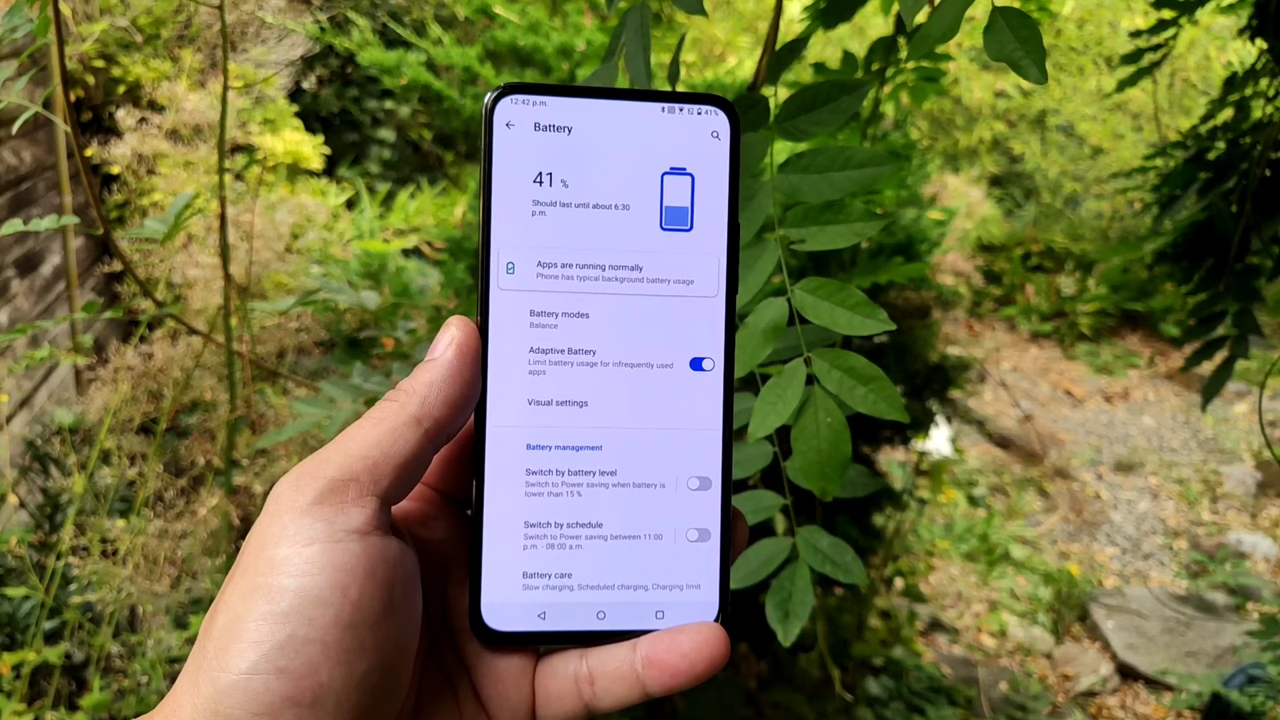 12:42 p.m.
41%
Battery
41 %
Should last until about 6:30
p.m.
Apps are running normally
Phone has typical background battery usage
Battery modes
Balance
Adaptive Battery
Limit battery usage for infrequently used
apps
Visual settings
Battery management
Switch by battery level
Switch to Power saving when battery is
lower than 15 %
Switch by schedule
Switch to Power saving between 11:00
p.m. - 08:00 a.m.
Battery care
Slow charging, Scheduled charging, Charging limit